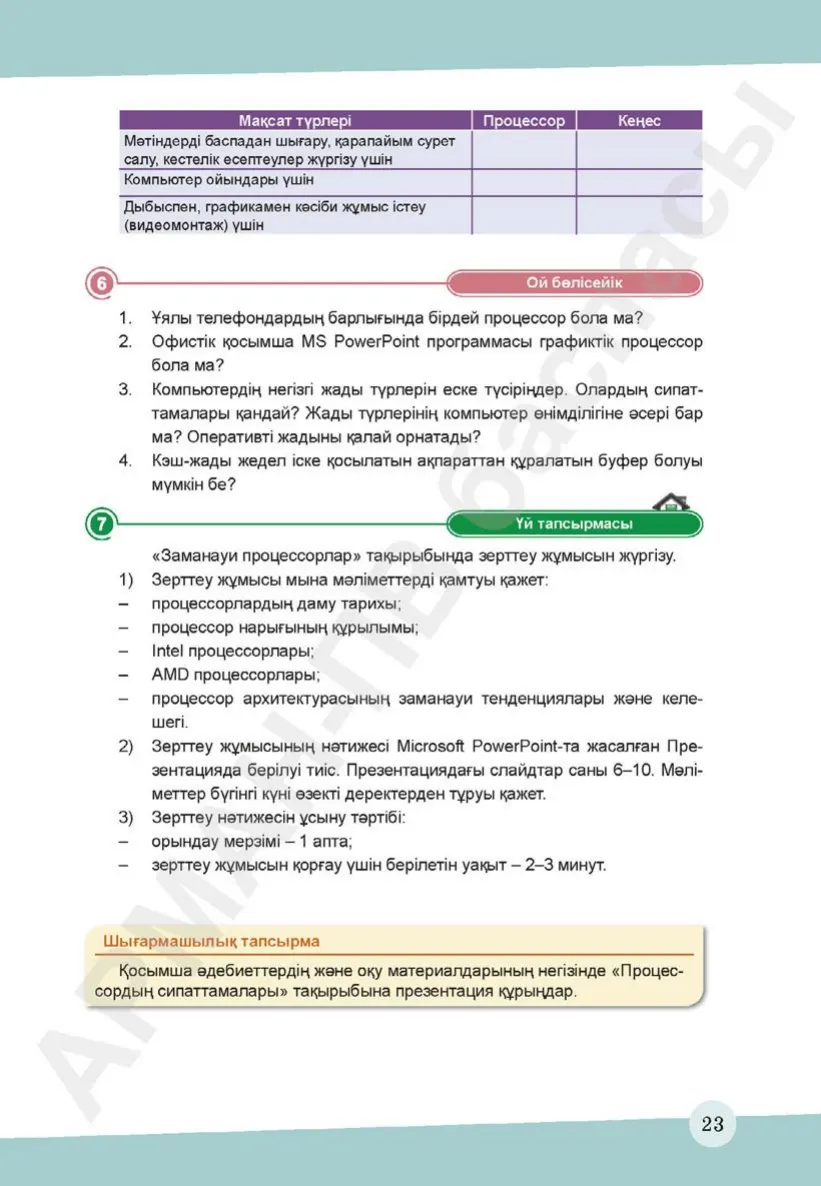 Мақсат түрлері Процессор Кеңес
Мәтіндерді баспадан шығару, қарапайым сурет
салу, кестелік есептеулер жүргізу үшін
Компьютер ойындары үшін
Дыбыспен, графикамен кәсіби жұмыс істеу
(видеомонтаж) үшін
6 Ой бөлісейік
1. Ұялы телефондардың барлығында бірдей процессор бола ма?
2. Офистік қосымша MS PowerPoint программасы графиктік процессор
бола ма?
3. Компьютердің негізгі жады түрлерін еске түсіріңдер. Олардың сипат-
тамалары қандай? Жады түрлерінің компьютер өнімділігіне әсері бар
ма? Оперативті жадыны қалай орнатады?
4. Кэш-жады жедел іске қосылатын ақпараттан құралатын буфер болуы
мүмкін бе?
7 Үй тапсырмасы
«Заманауи процессорлар» тақырыбында зерттеу жұмысын жүргізу.
1) Зерттеу жұмысы мына мәліметтерді қамтуы қажет:
– процессорлардың даму тарихы;
– процессор нарығының құрылымы;
– Intel процессорлары;
– AMD процессорлары;
– процессор архитектурасының заманауи тенденциялары және келе-
шегі.
2) Зерттеу жұмысының нәтижесі Microsoft PowerPoint-та жасалған Пре-
зентацияда берілуі тиіс. Презентациядағы слайдтар саны 6–10. Мәлі-
меттер бүгінгі күні өзекті деректерден тұруы қажет.
3) Зерттеу нәтижесін ұсыну тәртібі:
– орындау мерзімі – 1 апта;
– зерттеу жұмысын қорғау үшін берілетін уақыт – 2–3 минут.
Шығармашылық тапсырма
Қосымша әдебиеттердің және оқу материалдарының негізінде «Процес-
сордың сипаттамалары» тақырыбына презентация құрыңдар.
23
АРМАН-ПВ баспасы